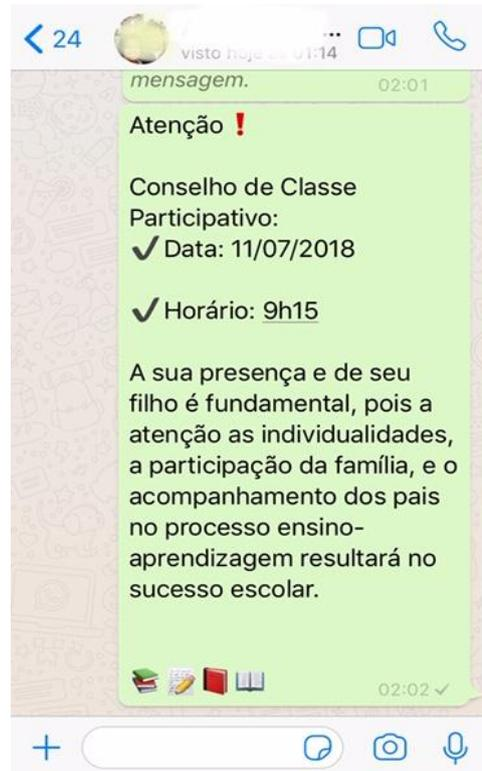 24
...
visto hoje 01:14
mensagem.
02:01
Atenção❗
Conselho de Classe
Participativo:
✔Data: 11/07/2018
✔Horário: 9h15
A sua presença e de seu
filho é fundamental, pois a
atenção as individualidades,
a participação da família, e o
acompanhamento dos pais
no processo ensino-
aprendizagem resultará no
sucesso escolar.
📚📝📕📖
02:02 ✓